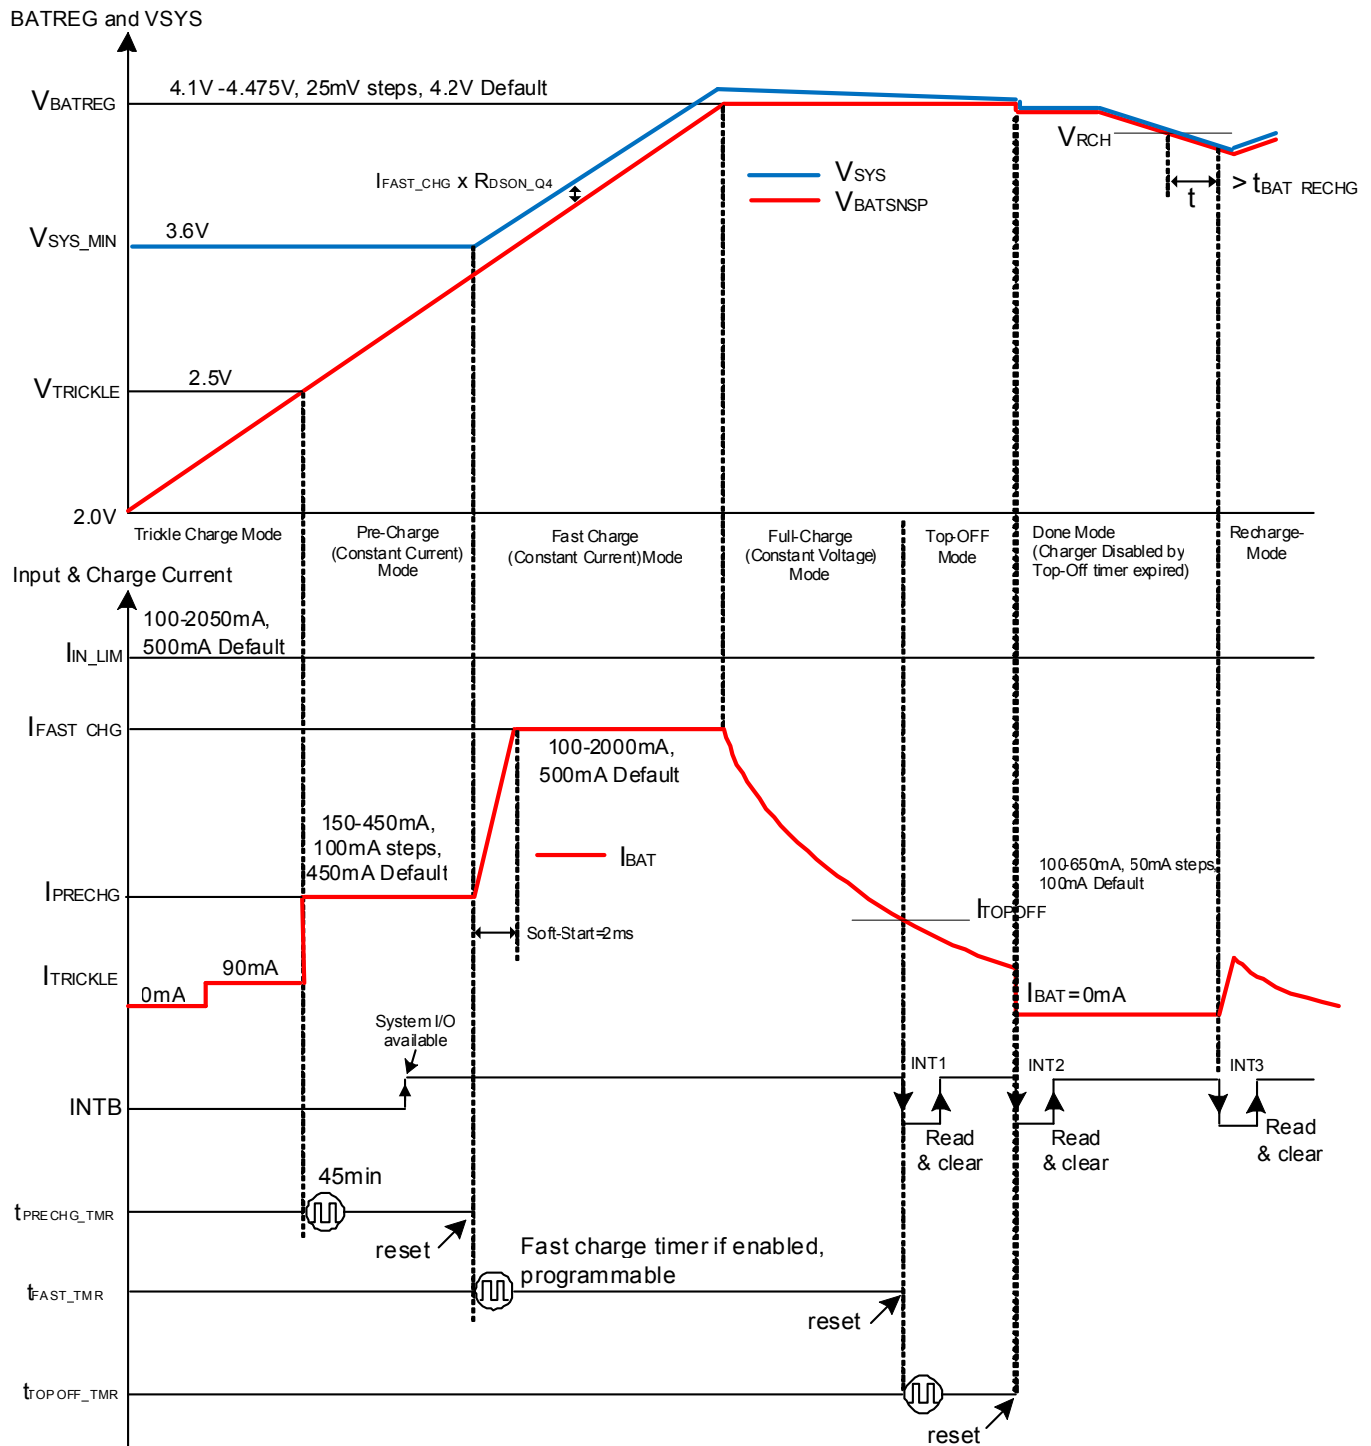 BATREG and VSYS
VBATREG
4.1V -4.475V, 25mV steps, 4.2V Default
VRCH
IFAST_CHG x RDSON_Q4
VSYS
VBATSNSP
t
> tBAT RECHG
VSYS_MIN
3.6V
VTRICKLE
2.5V
2.0V
Trickle Charge Mode
Pre-Charge
(Constant Current)
Mode
Fast Charge
(Constant Current)Mode
Full-Charge
(Constant Voltage)
Mode
Top-OFF
Mode
Done Mode
(Charger Disabled by
Top-Off timer expired)
Recharge-
Mode
Input & Charge Current
100-2050mA,
500mA Default
IIN_LIM
IFAST CHG
100-2000mA,
500mA Default
150-450mA,
100mA steps,
450mA Default
IBAT
100-650mA, 50mA steps,
100mA Default
IPRECHG
ITOPOFF
Soft-Start=2ms
ITRICKLE
0mA
90mA
IBAT=0mA
System I/O
available
INT1
INT2
INT3
INTB
Read
& clear
Read
& clear
Read
& clear
45min
tPRECHG_TMR
reset
Fast charge timer if enabled,
programmable
tFAST_TMR
reset
tTOPOFF_TMR
reset